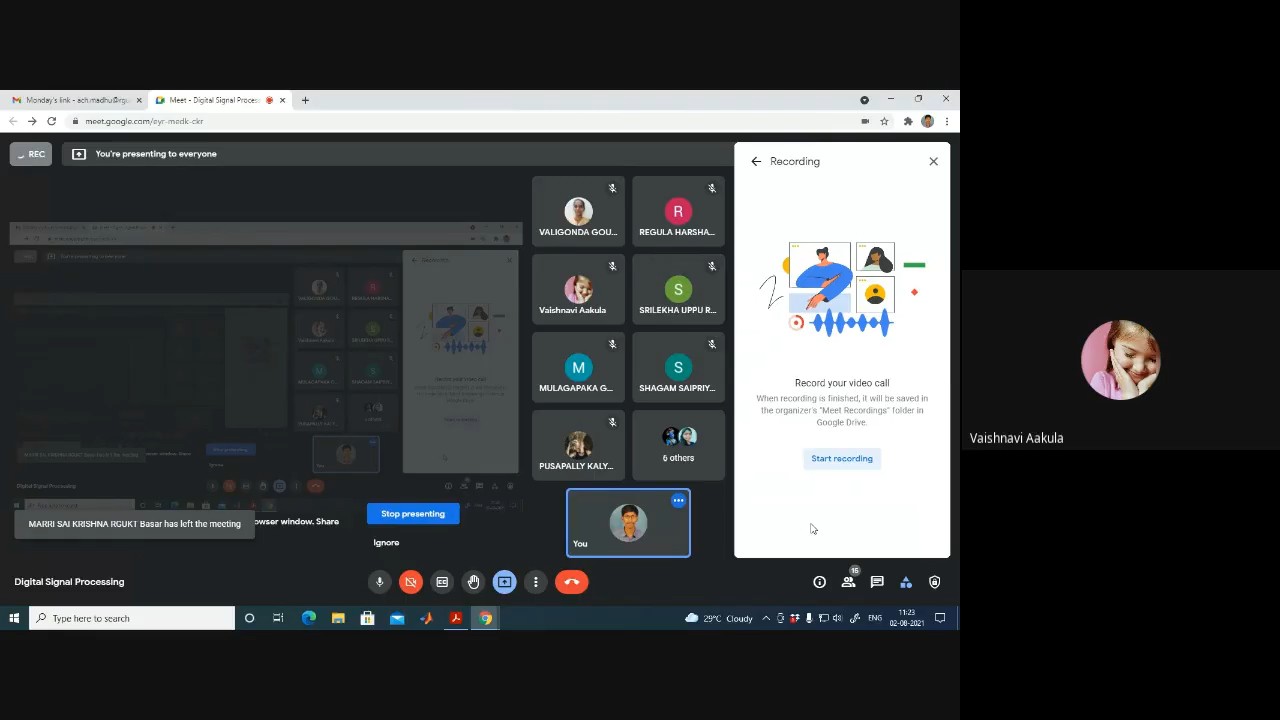 Monday's link - ach.madhu@rgu
Meet - Digital Signal Process
meet.google.com/eyr-medk-ckr
REC
You're presenting to everyone
Recording
VALIGONDA GOU...
R
REGULA HARSHA...
Vaishnavi Aakula
S
SRILEKHA UPPU R...
M
MULAGAPAKA G...
S
SHAGAM SAIPRIY...
PUSAPALLY KALY...
6 others
You
Record your video call
When recording is finished, it will be saved in
the organizer's "Meet Recordings" folder in
Google Drive.
Start recording
MARRI SAI KRISHNA RGUKT Basar has left the meeting
owser window. Share
Stop presenting
Ignore
Digital Signal Processing
15
Type here to search
29°C Cloudy
ENG
11:23
02-08-2021
Vaishnavi Aakula